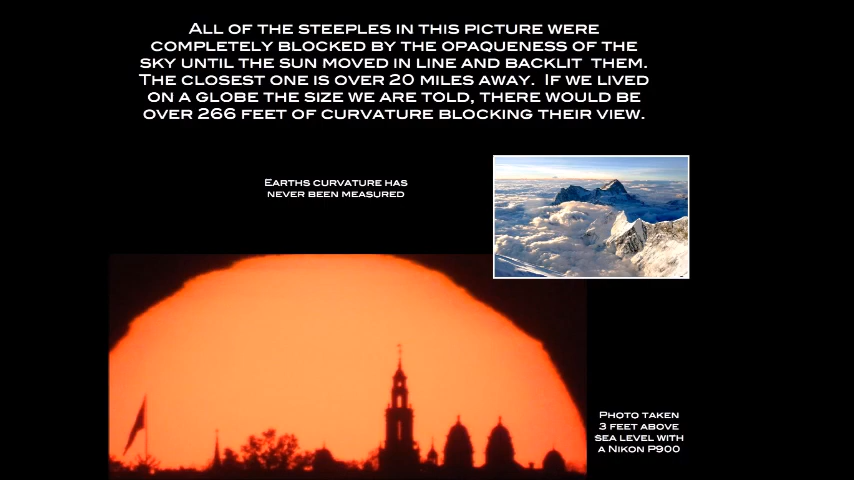 ALL OF THE STEEPLES IN THIS PICTURE WERE
COMPLETELY BLOCKED BY THE OPAQUENESS OF THE
SKY UNTIL THE SUN MOVED IN LINE AND BACKLIT THEM.
THE CLOSEST ONE IS OVER 20 MILES AWAY. IF WE LIVED
ON A GLOBE THE SIZE WE ARE TOLD, THERE WOULD BE
OVER 266 FEET OF CURVATURE BLOCKING THEIR VIEW.
EARTHS CURVATURE HAS
NEVER BEEN MEASURED
PHOTO TAKEN
3 FEET ABOVE
SEA LEVEL WITH
A NIKON P900